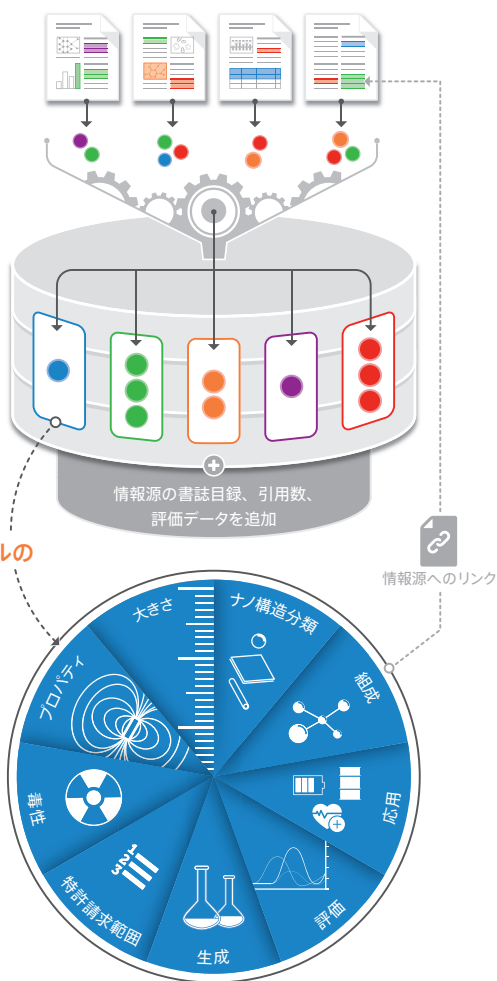 情報源の書誌目録、引用数、
評価データを追加
ルの
情報源へのリンク
大きさ
ナノ構造分類
組成
応用
評価
生成
特許請求範囲
1
2
3
毒性
プロパティ